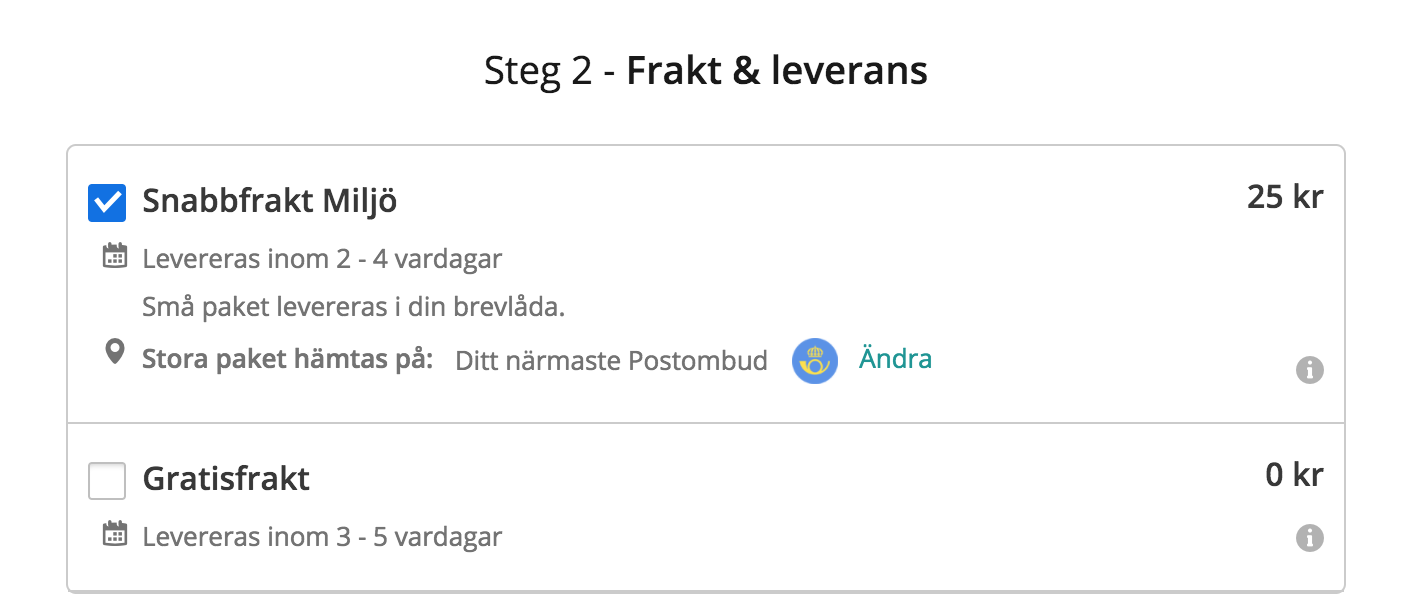 Steg 2 - Frakt & leverans
Snabbfrakt Miljö 25 kr
Levereras inom 2 - 4 vardagar
Små paket levereras i din brevlåda.
Stora paket hämtas på: Ditt närmaste Postombud Ändra
Gratisfrakt 0 kr
Levereras inom 3 - 5 vardagar